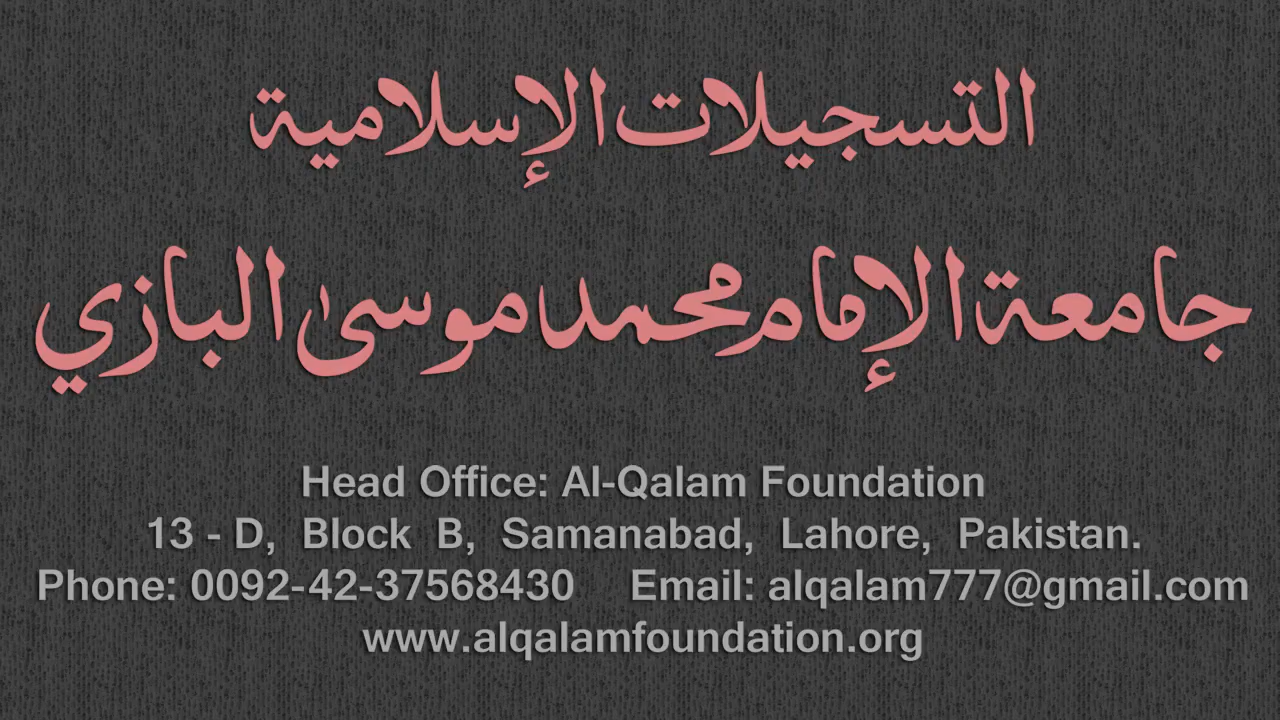 التسجيلات الإسلامية
جامعة الإمام محمد موسىٰ البازي
Head Office: Al-Qalam Foundation
13 - D, Block B, Samanabad, Lahore, Pakistan.
Phone: 0092-42-37568430 Email: alqalam777@gmail.com
www.alqalamfoundation.org